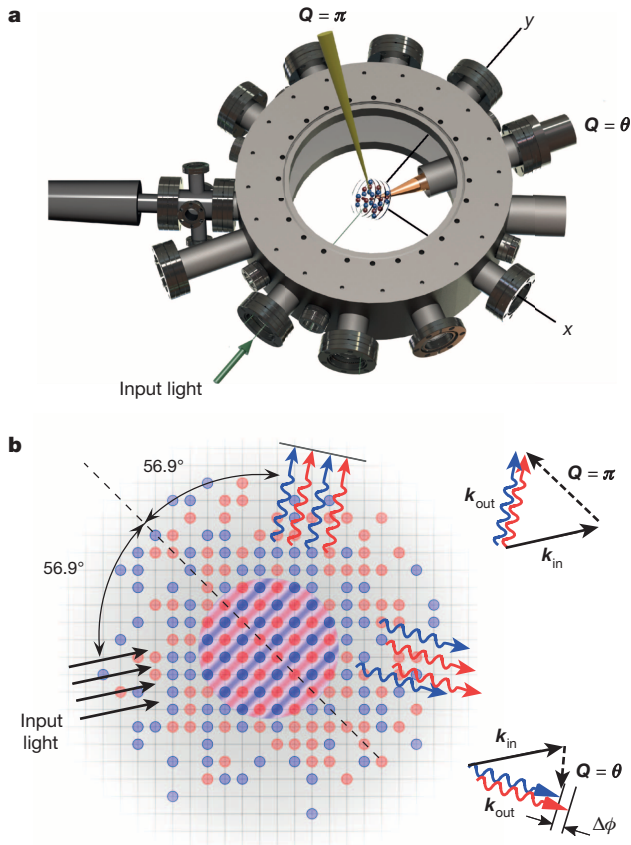 a
Q = π
y
Q = θ
x
Input light
b
56.9°
56.9°
Input
light
Q = π
k_out
k_in
k_in
Q = θ
k_out
Δϕ